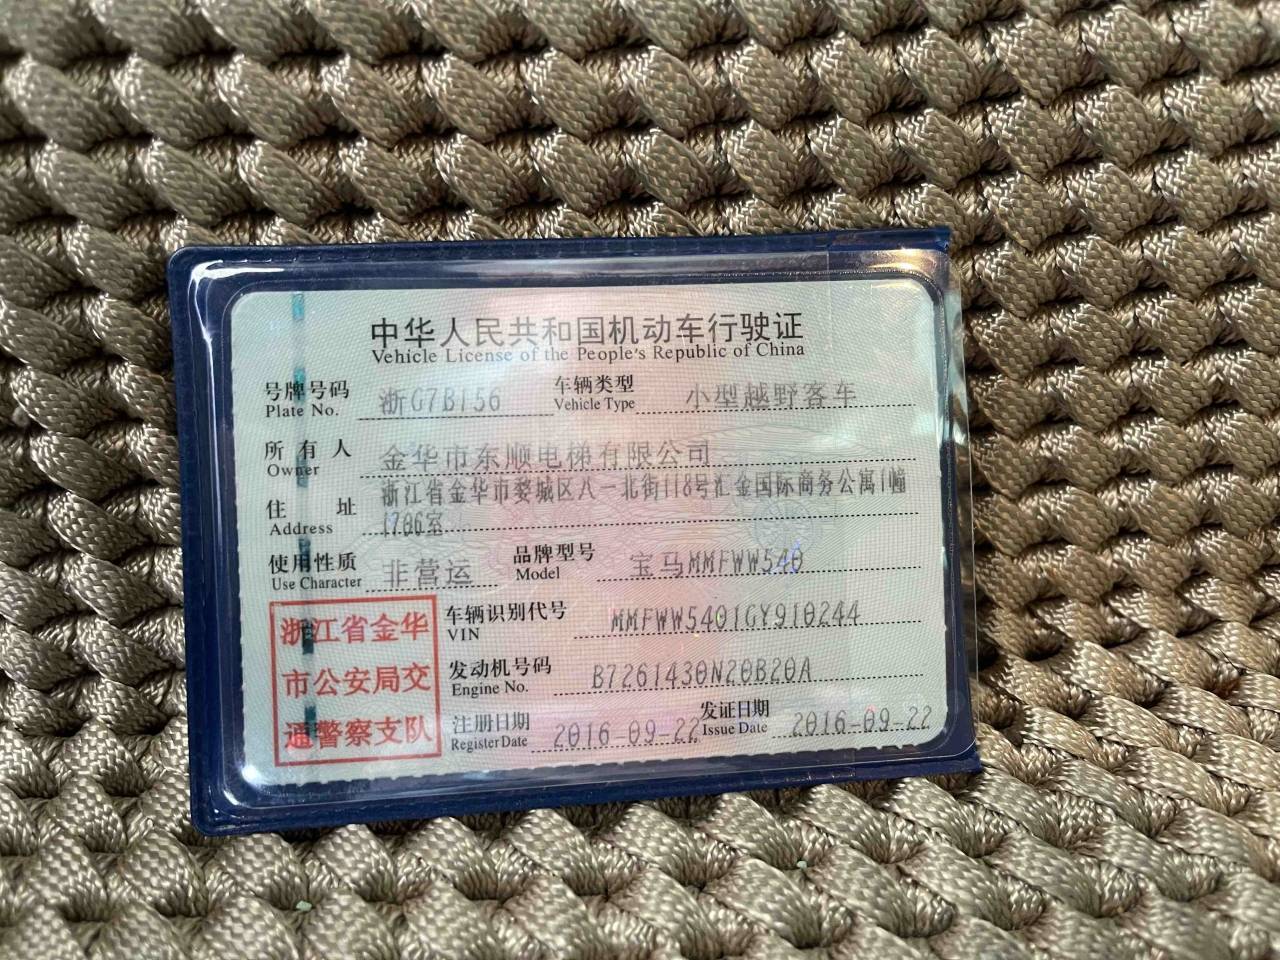 中华人民共和国机动车行驶证
Vehicle License of the People's Republic of China
号牌号码 浙G7B156 车辆类型 小型越野客车
Plate No. Vehicle Type
所有人 金华市东顺电梯有限公司
Owner
住址 浙江省金华市婺城区八一北街118号汇金国际商务公寓1幢
Address 1706室
使用性质 非营运 品牌型号 宝马MMFWW540
Use Character Model
浙江省金华
市公安局交
通警察支队
车辆识别代号 MMFWW5401GY910244
VIN
发动机号码 B7261430N20B20A
Engine No.
注册日期 2016-09-22 发证日期 2016-09-22
Register Date Issue Date